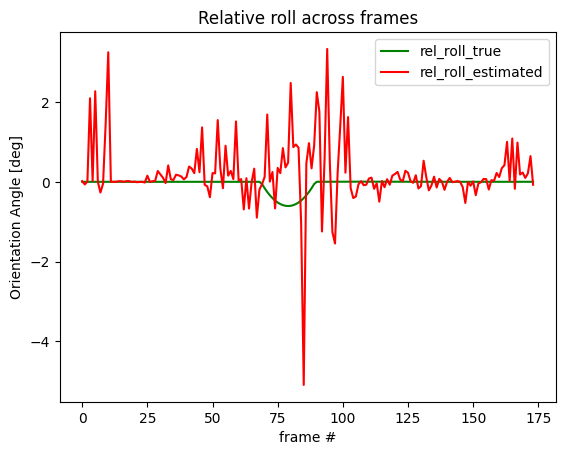 Relative roll across frames
rel_roll_true
rel_roll_estimated
Orientation Angle [deg]
2
0
−2
−4
0 25 50 75 100 125 150 175
frame #